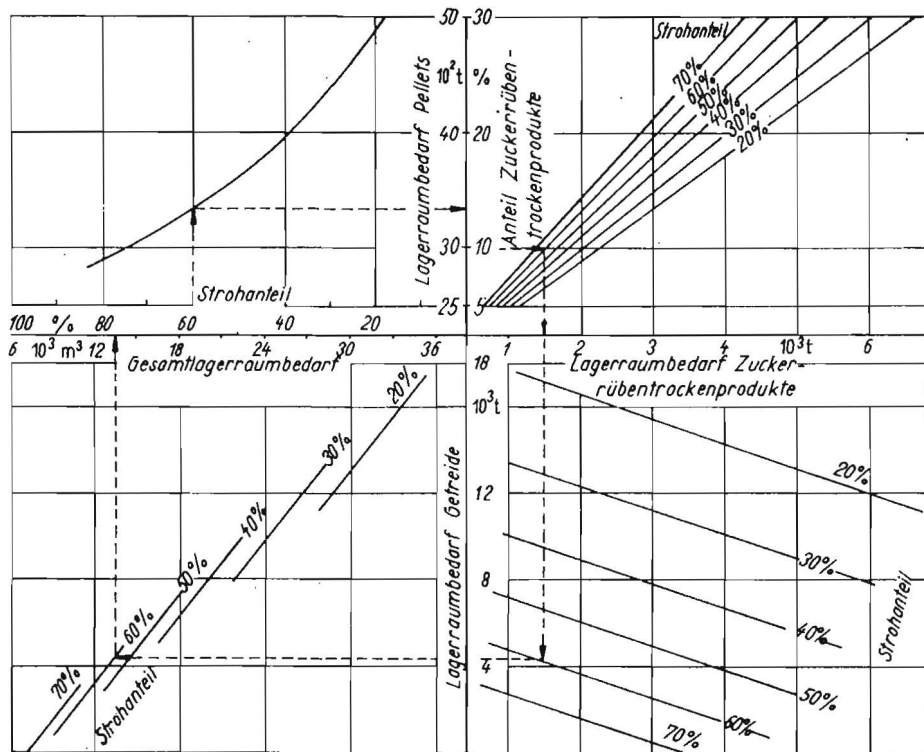 50
30
10²t
%
40
20
30
10
25
5
Lagerraumbedarf Pellets
Anteil Zuckerrüben-
trockenprodukte
Strohanteil
Strohanteil
70%
60%
50%
40%
30%
20%
100 % 80 60 40 20
6 10³ m³ 12 18 24 30 36
Gesamtlagerraumbedarf
1 2 3 4 10³t 6
Lagerraumbedarf Zucker-
rübentrockenprodukte
18
10³t
12
8
4
Lagerraumbedarf Getreide
20%
30%
40%
50%
60%
70%
Strohanteil
20%
30%
40%
50%
60%
70%
Strohanteil